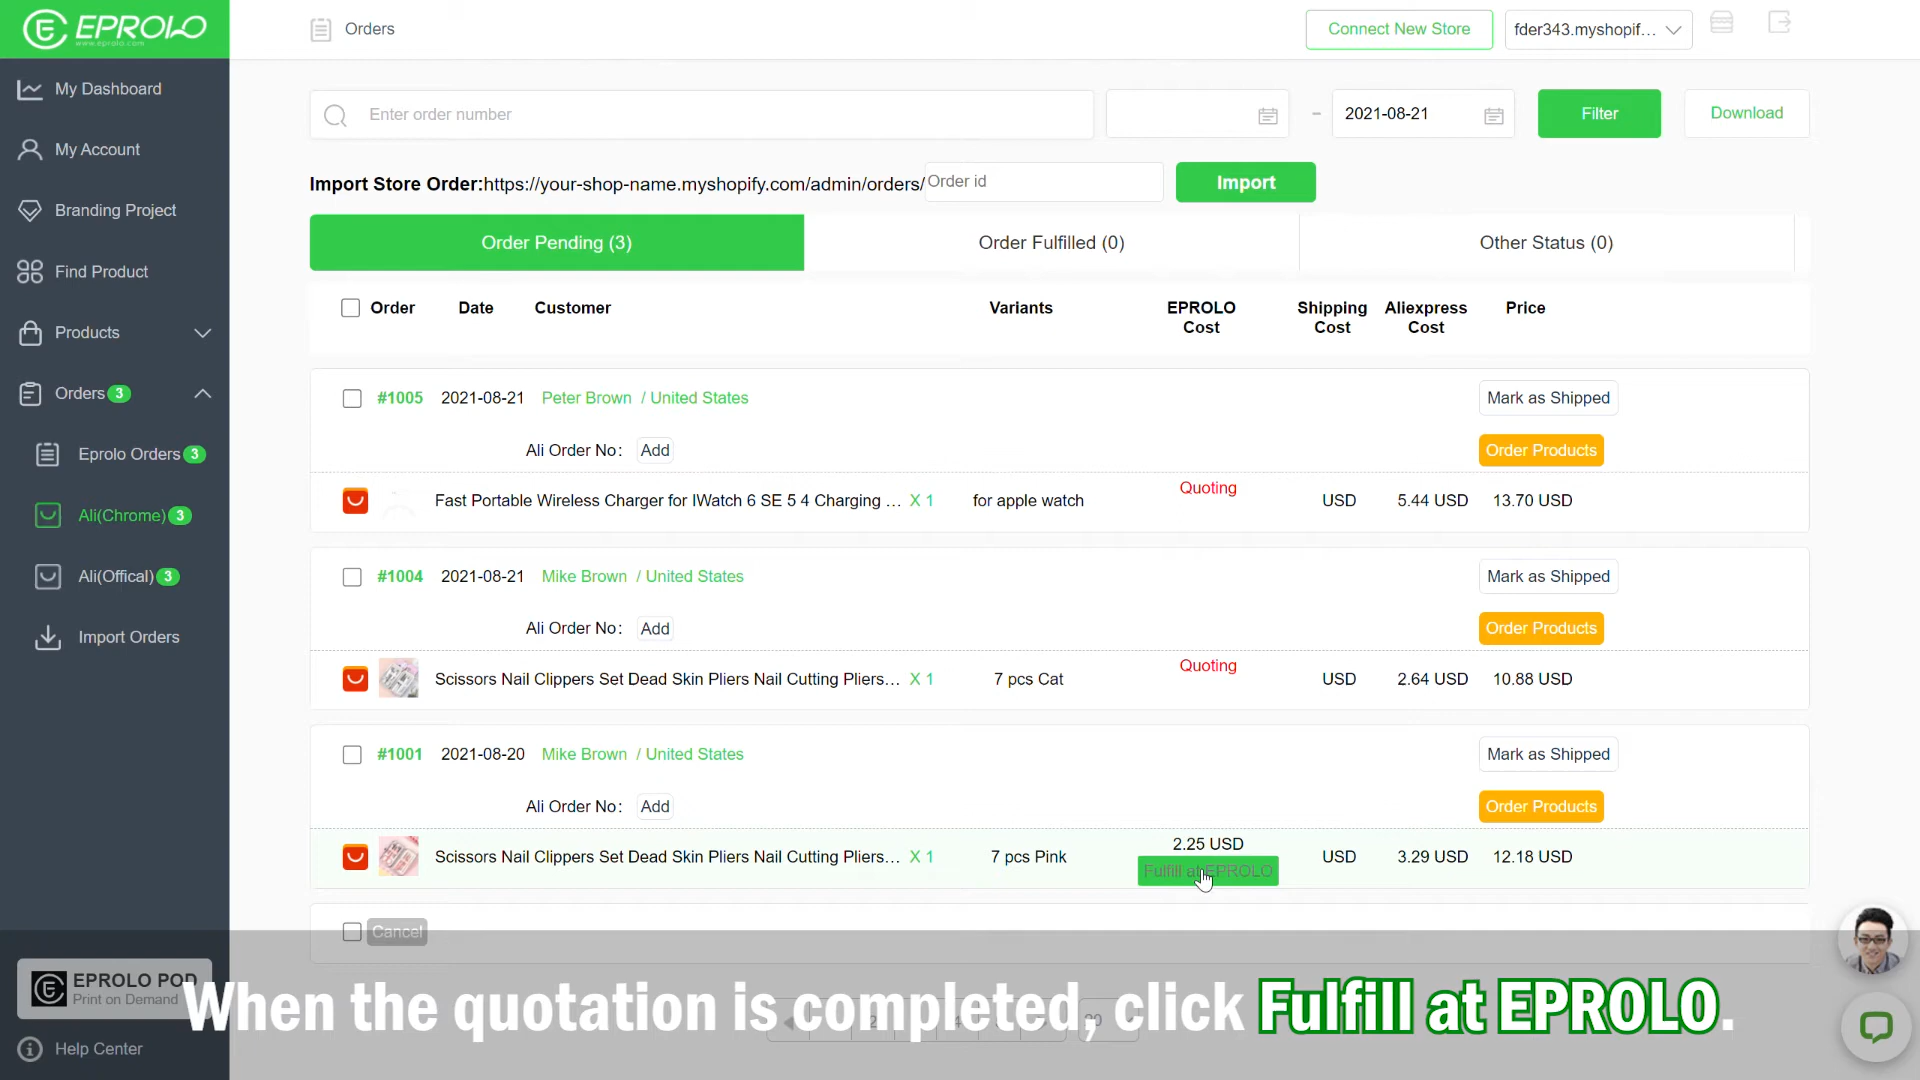 EPROLO
www.eprolo.com
Orders
Connect New Store
fder343.myshopif...
My Dashboard
My Account
Branding Project
Find Product
Products
Orders 3
Eprolo Orders 3
Ali(Chrome) 3
Ali(Offical) 3
Import Orders
EPROLO POD
Print on Demand
Help Center
Enter order number
-
2021-08-21
Filter
Download
Import Store Order:https://your-shop-name.myshopify.com/admin/orders/
Order id
Import
Order Pending (3)
Order Fulfilled (0)
Other Status (0)
Order
Date
Customer
Variants
EPROLO Cost
Shipping Cost
Aliexpress Cost
Price
#1005 2021-08-21 Peter Brown / United States
Mark as Shipped
Ali Order No: Add
Order Products
Fast Portable Wireless Charger for IWatch 6 SE 5 4 Charging ... X 1 for apple watch Quoting USD 5.44 USD 13.70 USD
#1004 2021-08-21 Mike Brown / United States
Mark as Shipped
Ali Order No: Add
Order Products
Scissors Nail Clippers Set Dead Skin Pliers Nail Cutting Pliers... X 1 7 pcs Cat Quoting USD 2.64 USD 10.88 USD
#1001 2021-08-20 Mike Brown / United States
Mark as Shipped
Ali Order No: Add
Order Products
Scissors Nail Clippers Set Dead Skin Pliers Nail Cutting Pliers... X 1 7 pcs Pink 2.25 USD USD 3.29 USD 12.18 USD
Fulfill at EPROLO
Cancel
When the quotation is completed, click Fulfill at EPROLO.